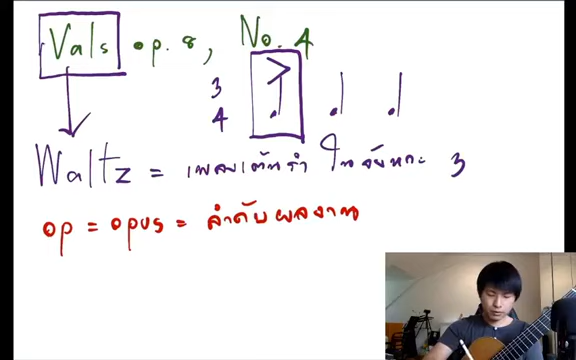 Vals op. 8, No. 4
3
4
Waltz = เพลงเต้นรำ ในจังหวะ 3
op = opus = ลำดับผลงาน